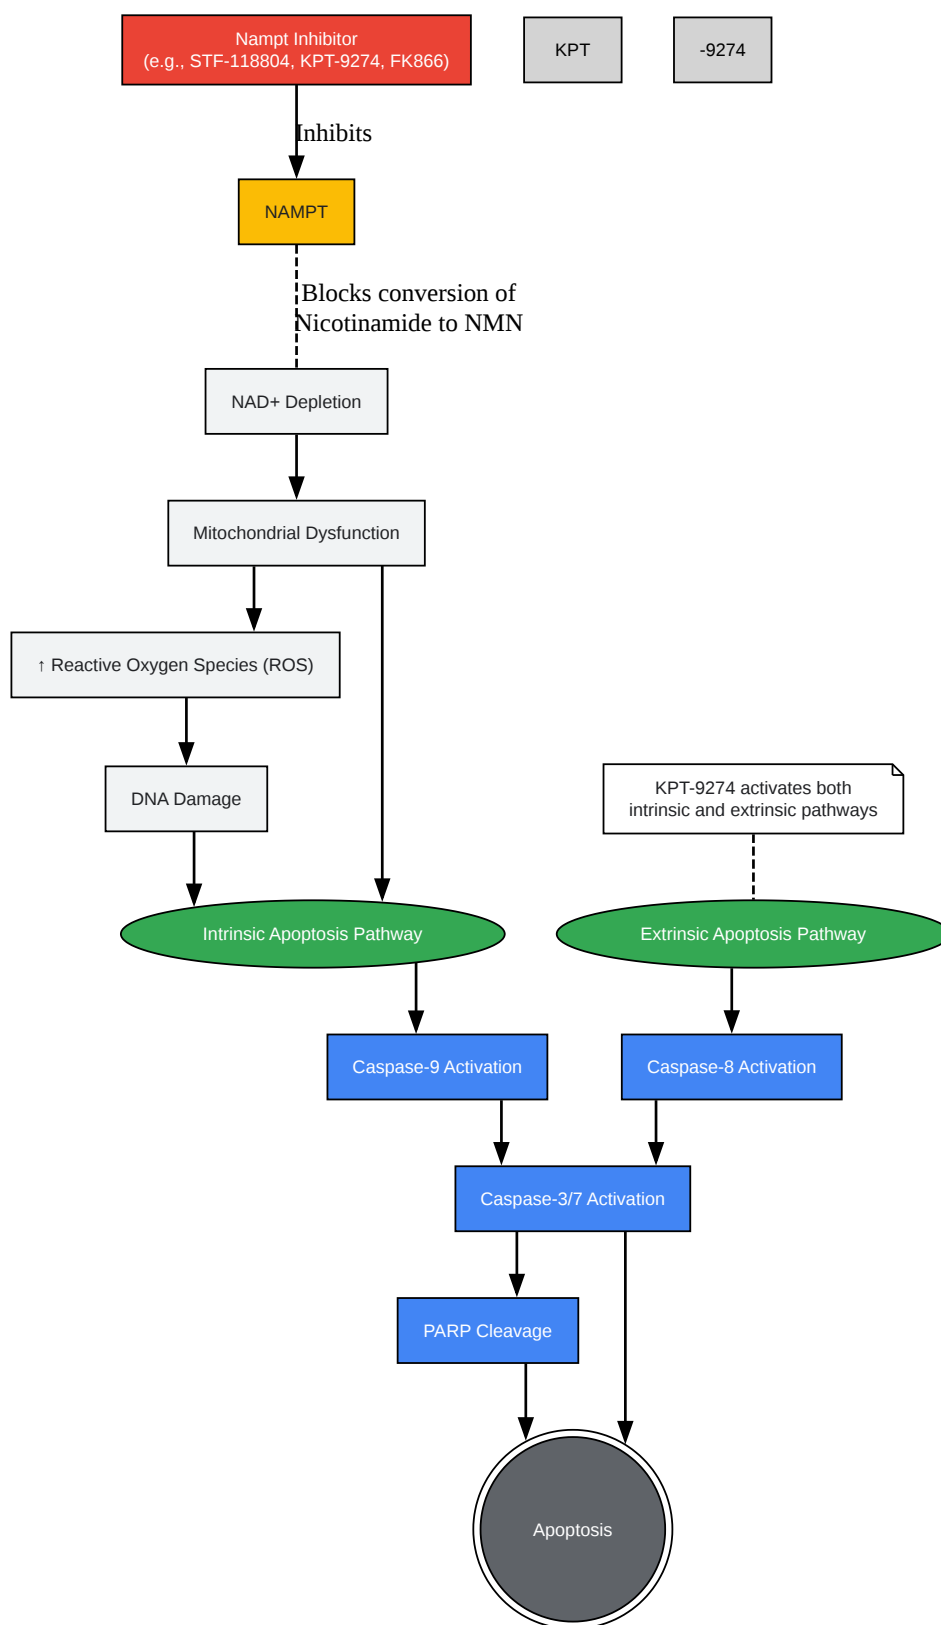 Nampt Inhibitor
(e.g., STF-118804, KPT-9274, FK866)
KPT
-9274
Inhibits
NAMPT
Blocks conversion of
Nicotinamide to NMN
NAD+ Depletion
Mitochondrial Dysfunction
↑ Reactive Oxygen Species (ROS)
DNA Damage
KPT-9274 activates both
intrinsic and extrinsic pathways
Intrinsic Apoptosis Pathway
Extrinsic Apoptosis Pathway
Caspase-9 Activation
Caspase-8 Activation
Caspase-3/7 Activation
PARP Cleavage
Apoptosis